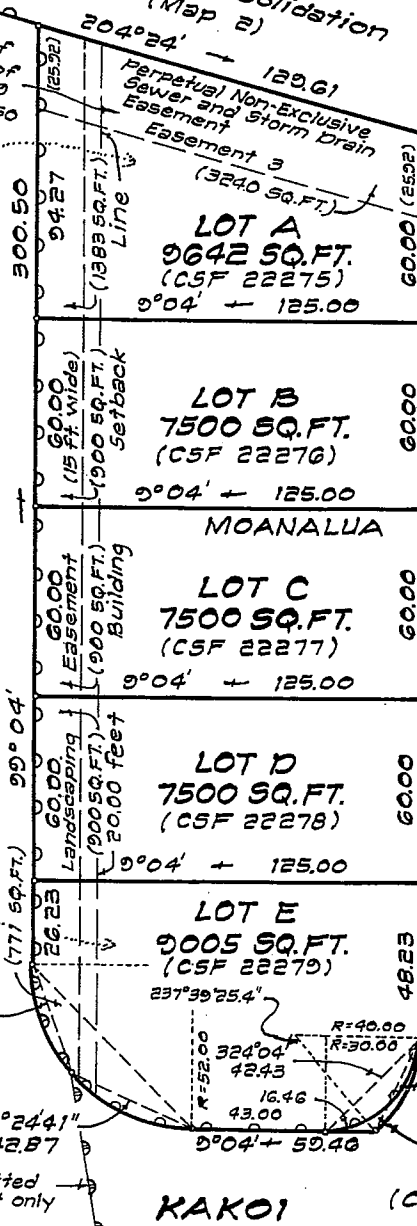 solidation
(Map 2)
204°24'
129.61
Perpetual Non-Exclusive
Sewer and Storm Drain
Easement
Easement 3
(3240 SQ.FT.)
(25.92)
(25.92)
300.50
94.27
60.00
(1383 SQ.FT.)
Line
LOT A
9642 SQ.FT.
(CSF 22275)
9°04' 125.00
60.00
(15 ft. wide)
(900 SQ.FT.)
Setback
LOT B
7500 SQ.FT.
(CSF 22276)
60.00
9°04' 125.00
MOANALUA
60.00
Easement
(900 SQ.FT.)
Building
LOT C
7500 SQ.FT.
(CSF 22277)
60.00
9°04' 125.00
99°04'
60.00
Landscaping
(900 SQ.FT.)
20.00 feet
LOT D
7500 SQ.FT.
(CSF 22278)
60.00
9°04' 125.00
(771 SQ.FT.)
26.23
LOT E
9005 SQ.FT.
(CSF 22279)
48.23
237°39'25.4"
R=40.00
R=30.00
R=52.00
324°04'
42.43
16.46
43.00
°24'41"
2.87
9°04' 59.46
tted
only
KAKOI
(C